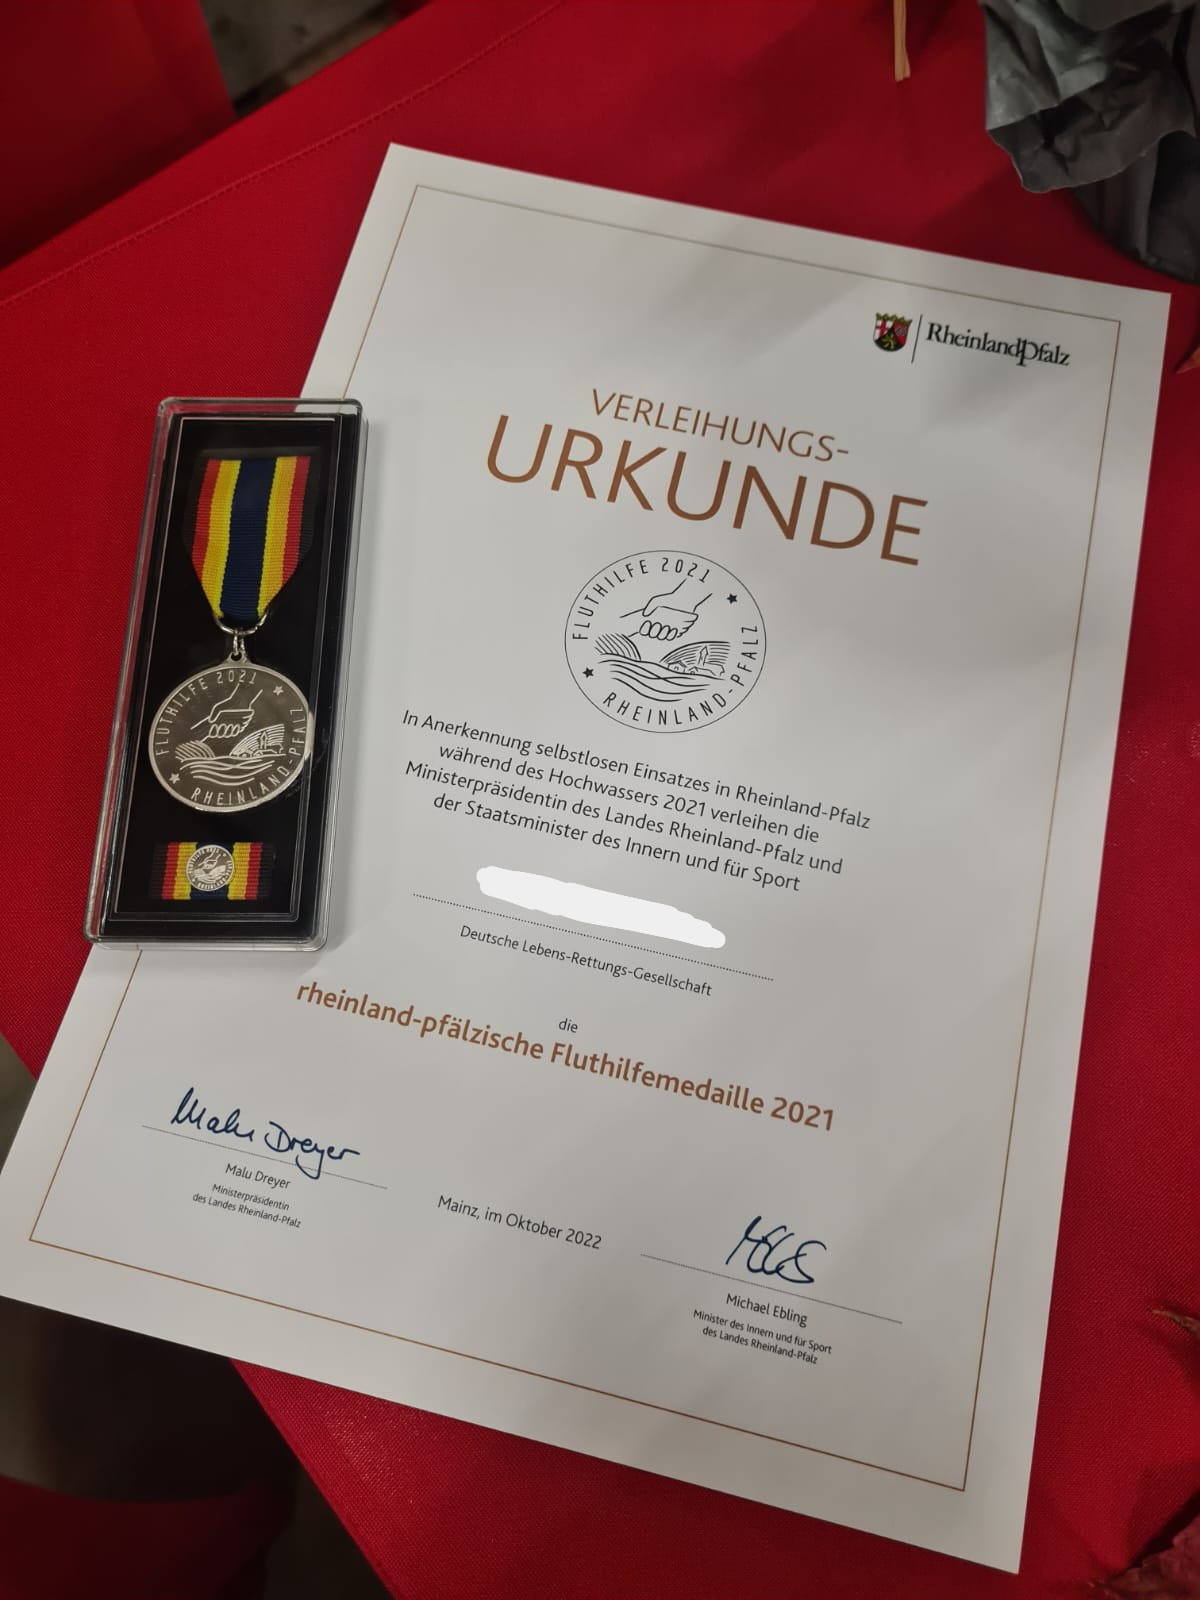 RheinlandPfalz
VERLEIHUNGS-
URKUNDE
FLUTHILFE 2021
RHEINLAND-PFALZ
In Anerkennung selbstlosen Einsatzes in Rheinland-Pfalz
während des Hochwassers 2021 verleihen die
Ministerpräsidentin des Landes Rheinland-Pfalz und
der Staatsminister des Innern und für Sport
Deutsche Lebens-Rettungs-Gesellschaft
die
rheinland-pfälzische Fluthilfemedaille 2021
Malu Dreyer
Malu Dreyer
Ministerpräsidentin
des Landes Rheinland-Pfalz
Mainz, im Oktober 2022
Michael Ebling
Minister des Innern und für Sport
des Landes Rheinland-Pfalz
FLUTHILFE 2021
RHEINLAND-PFALZ